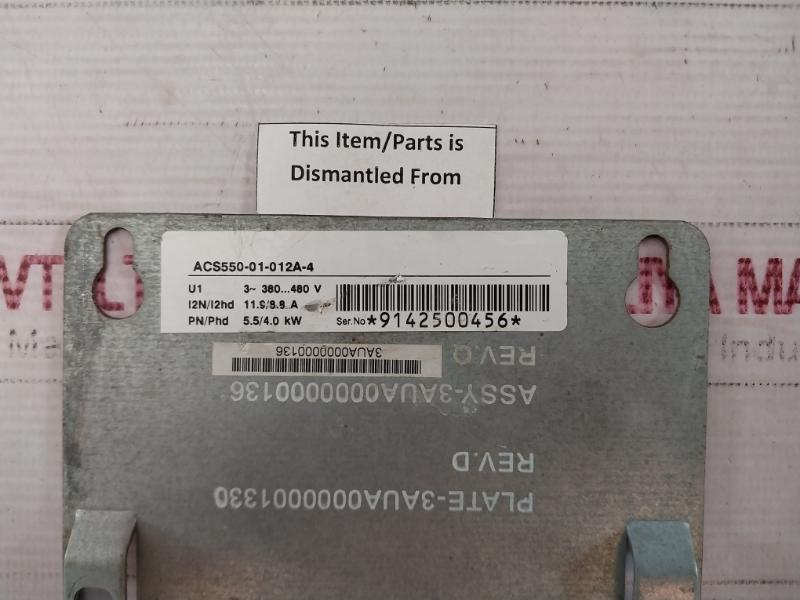 This Item/Parts is
Dismantled From
ACS550-01-012A-4
U1 3~ 380...480 V
I2N/I2hd 11.9/8.8 A
PN/Phd 5.5/4.0 kW
Ser.No *9142500456*
3AUA0000000136
REV.Q
ASSY-3AUA0000000136
REV.D
PLATE-3AUA0000001330